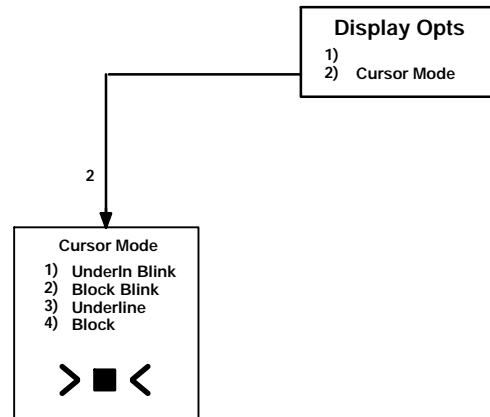 Display Opts
1)
2) Cursor Mode
2
Cursor Mode
1) Underln Blink
2) Block Blink
3) Underline
4) Block
> ■ <